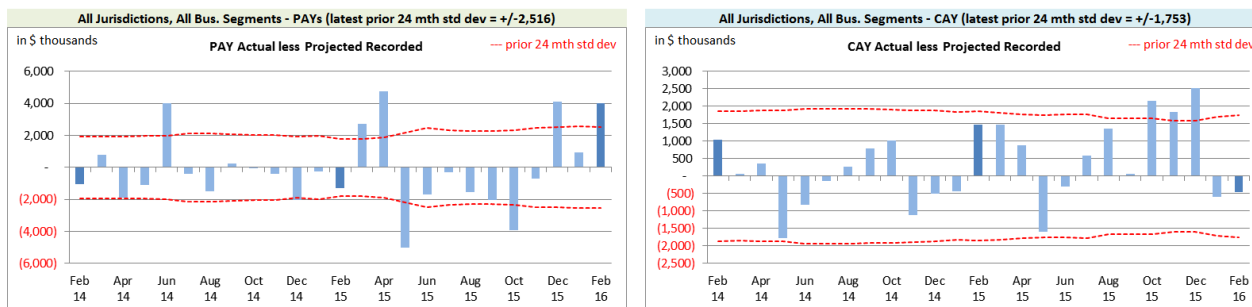 All Jurisdictions, All Bus. Segments - PAYs (latest prior 24 mth std dev = +/-2,516)
in $ thousands
PAY Actual less Projected Recorded
--- prior 24 mth std dev
6,000
4,000
2,000
-
(2,000)
(4,000)
(6,000)
Feb Apr Jun Aug Oct Dec Feb Apr Jun Aug Oct Dec Feb
14 14 14 14 14 14 15 15 15 15 15 15 16
All Jurisdictions, All Bus. Segments - CAY (latest prior 24 mth std dev = +/-1,753)
in $ thousands
CAY Actual less Projected Recorded
--- prior 24 mth std dev
3,000
2,500
2,000
1,500
1,000
500
-
(500)
(1,000)
(1,500)
(2,000)
(2,500)
Feb Apr Jun Aug Oct Dec Feb Apr Jun Aug Oct Dec Feb
14 14 14 14 14 14 15 15 15 15 15 15 16